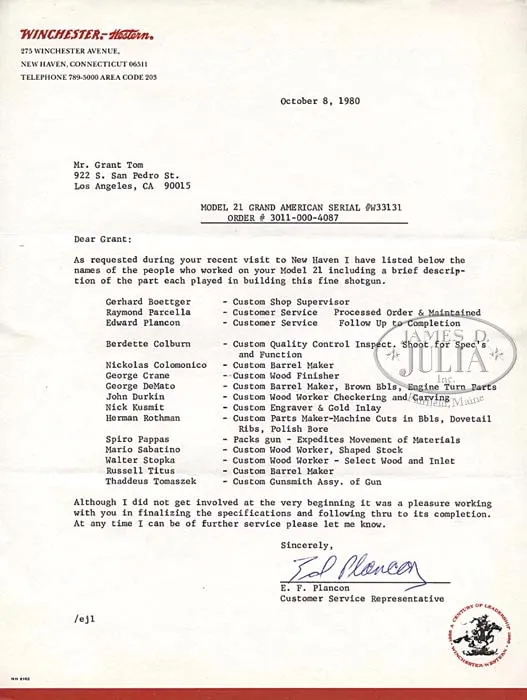 WINCHESTER-Western.
275 WINCHESTER AVENUE,
NEW HAVEN, CONNECTICUT 06511
TELEPHONE 789-5000 AREA CODE 203
October 8, 1980
Mr. Grant Tom
922 S. San Pedro St.
Los Angeles, CA 90015
MODEL 21 GRAND AMERICAN SERIAL #W33131
ORDER # 3011-000-4087
Dear Grant:
As requested during your recent visit to New Haven I have listed below the
names of the people who worked on your Model 21 including a brief descrip-
tion of the part each played in building this fine shotgun.
Gerhard Boettger - Custom Shop Supervisor
Raymond Parcella - Customer Service Processed Order & Maintained
Edward Plancon - Customer Service Follow Up to Completion
Berdette Colburn - Custom Quality Control Inspect. Shoot for Spec's
and Function
Nickolas Colomonico - Custom Barrel Maker
George Crane - Custom Wood Finisher
George DeMato - Custom Barrel Maker, Brown Bbls, Engine Turn Parts
John Durkin - Custom Wood Worker Checkering and Carving
Nick Kusmit - Custom Engraver & Gold Inlay
Herman Rothman - Custom Parts Maker-Machine Cuts in Bbls, Dovetail
Ribs, Polish Bore
Spiro Pappas - Packs gun - Expedites Movement of Materials
Mario Sabatino - Custom Wood Worker, Shaped Stock
Walter Stopka - Custom Wood Worker - Select Wood and Inlet
Russell Titus - Custom Barrel Maker
Thaddeus Tomaszek - Custom Gunsmith Assy. of Gun
JAMES D.
JULIA
Inc.
Fairfield, Maine
Although I did not get involved at the very beginning it was a pleasure working
with you in finalizing the specifications and following thru to its completion.
At any time I can be of further service please let me know.
Sincerely,
Ed Plancon
E. F. Plancon
Customer Service Representative
/ejl
A CENTURY OF LEADERSHIP
WINCHESTER-WESTERN